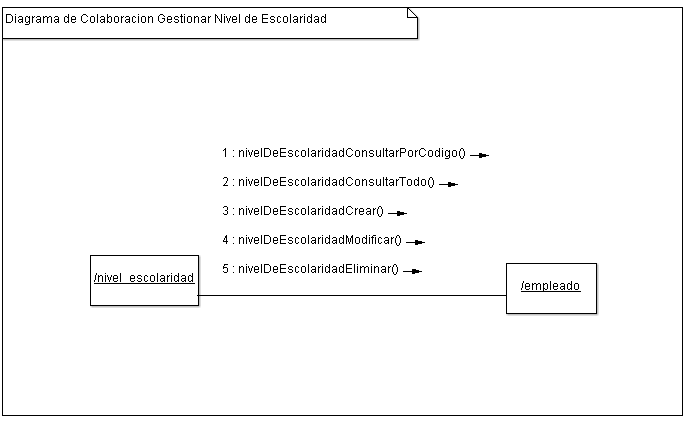 Diagrama de Colaboracion Gestionar Nivel de Escolaridad
1 : nivelDeEscolaridadConsultarPorCodigo()
2 : nivelDeEscolaridadConsultarTodo()
3 : nivelDeEscolaridadCrear()
4 : nivelDeEscolaridadModificar()
5 : nivelDeEscolaridadEliminar()
/nivel_escolaridad
/empleado